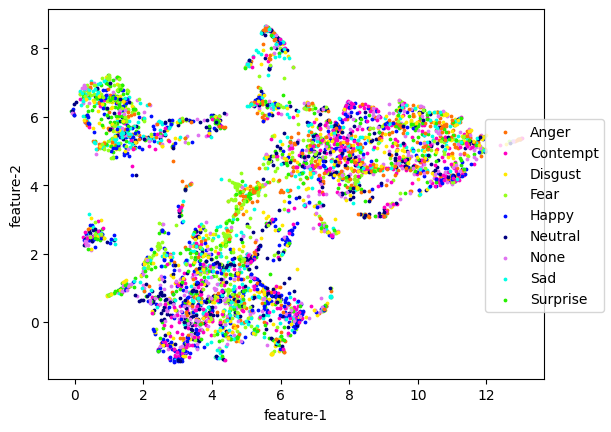 8
6
4
2
0
feature-2
0
2
4
6
8
10
12
feature-1
Anger
Contempt
Disgust
Fear
Happy
Neutral
None
Sad
Surprise